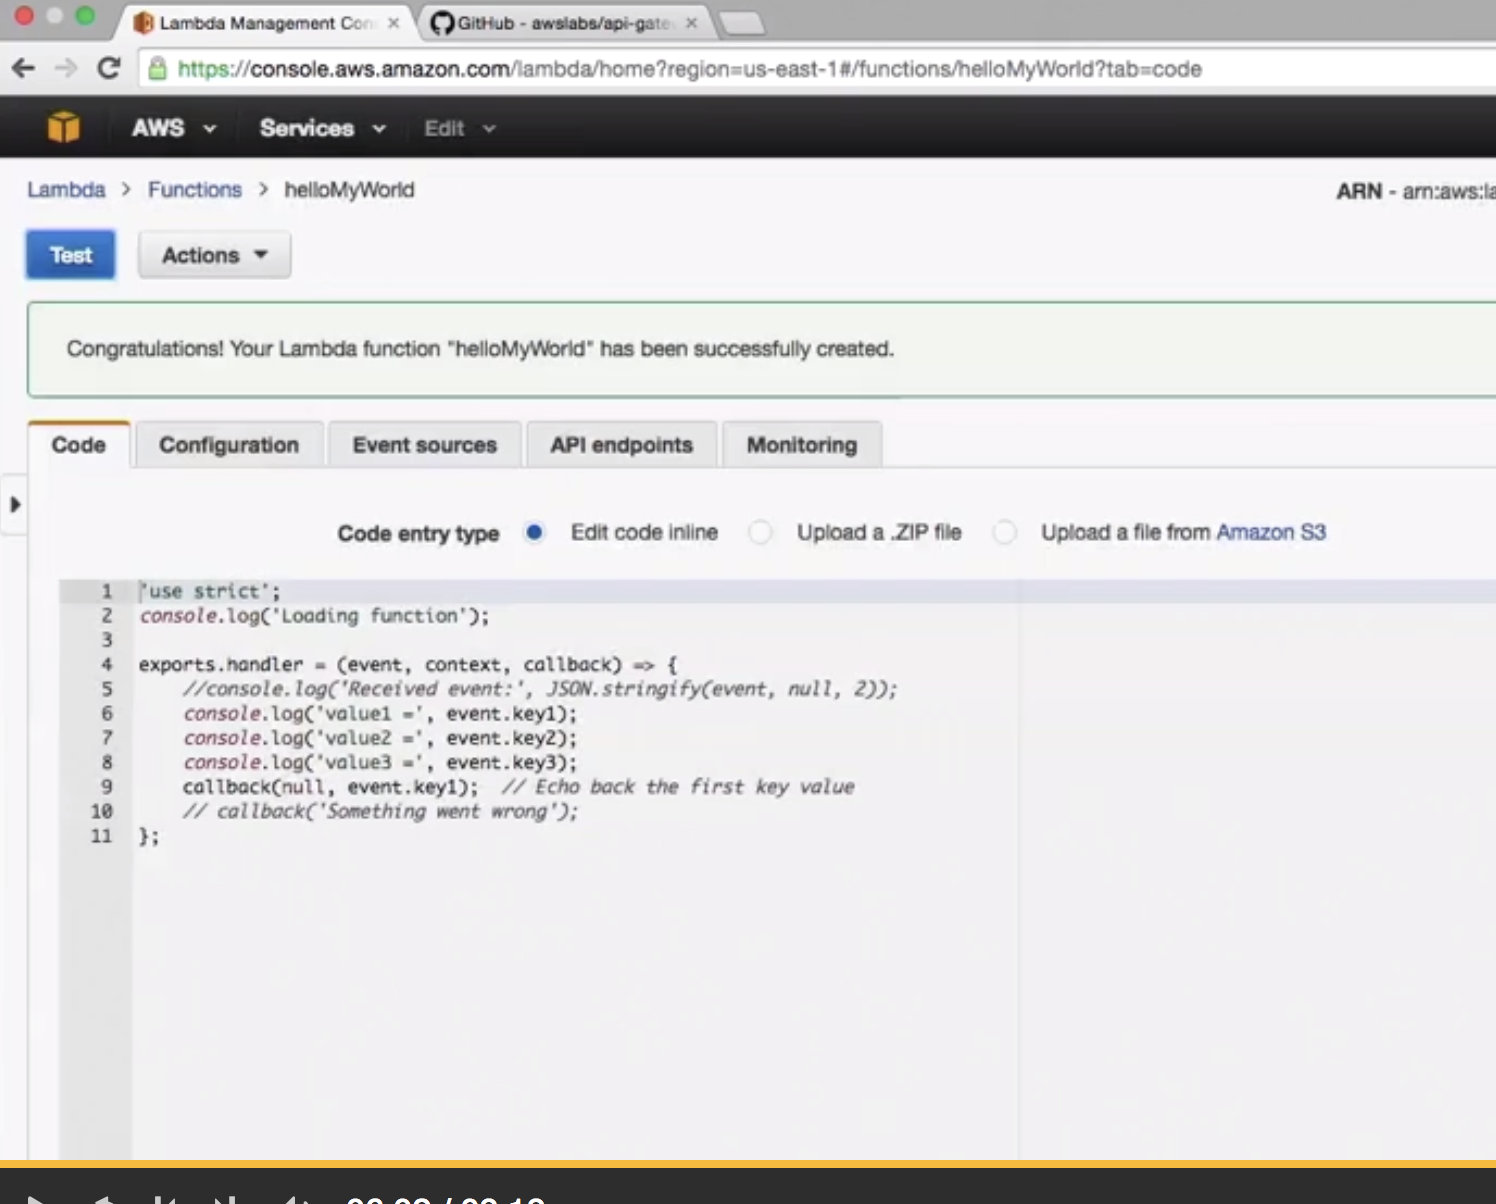 Lambda Management Con
GitHub - awslabs/api-gate
https://console.aws.amazon.com/lambda/home?region=us-east-1#/functions/helloMyWorld?tab=code
AWS Services Edit
Lambda > Functions > helloMyWorld
ARN - arn:aws:la
Test Actions
Congratulations! Your Lambda function "helloMyWorld" has been successfully created.
Code Configuration Event sources API endpoints Monitoring
Code entry type Edit code inline Upload a .ZIP file Upload a file from Amazon S3
1 'use strict';
2 console.log('Loading function');
3
4 exports.handler = (event, context, callback) => {
5 //console.log('Received event:', JSON.stringify(event, null, 2));
6 console.log('value1 =', event.key1);
7 console.log('value2 =', event.key2);
8 console.log('value3 =', event.key3);
9 callback(null, event.key1); // Echo back the first key value
10 // callback('Something went wrong');
11 };